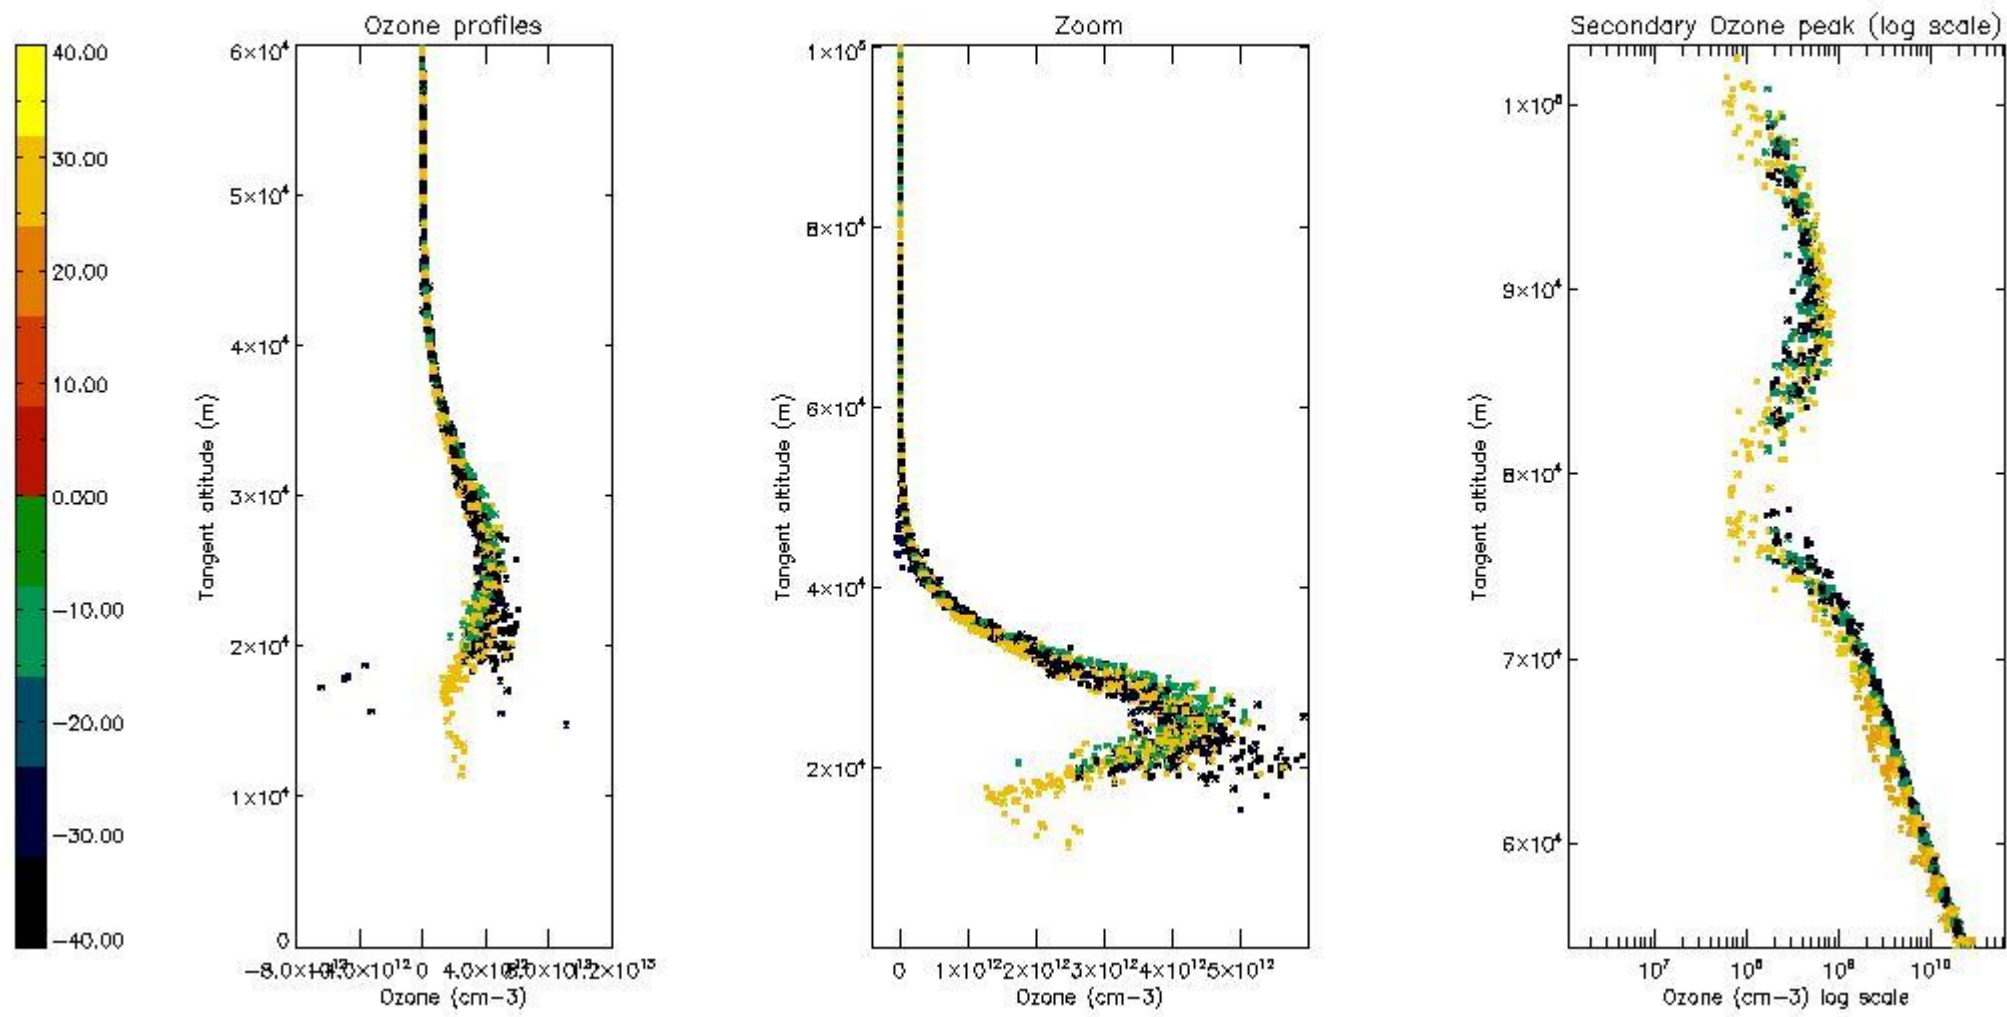 Ozone profiles
Zoom
Secondary Ozone peak (log scale)
40.00
30.00
20.00
10.00
0.000
-10.00
-20.00
-30.00
-40.00
6×10⁴
5×10⁴
4×10⁴
3×10⁴
2×10⁴
1×10⁴
0
Tangent altitude (m)
0
Ozone (cm-3)
1×10⁵
8×10⁴
6×10⁴
4×10⁴
2×10⁴
Tangent altitude (m)
0 1×10¹² 2×10¹² 3×10¹² 4×10¹² 5×10¹²
Ozone (cm-3)
9×10⁴
8×10⁴
7×10⁴
6×10⁴
Tangent altitude (m)
10⁷ 10⁸ 10⁹ 10¹⁰
Ozone (cm-3) log scale